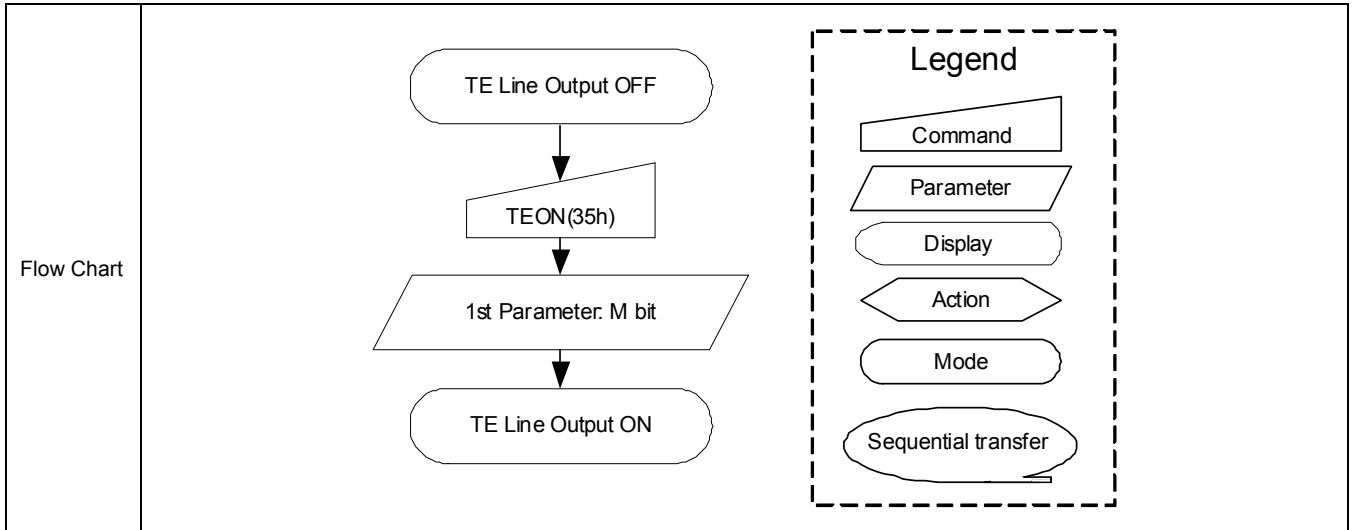 Flow Chart
TE Line Output OFF
TEON(35h)
1st Parameter: M bit
TE Line Output ON
Legend
Command
Parameter
Display
Action
Mode
Sequential transfer